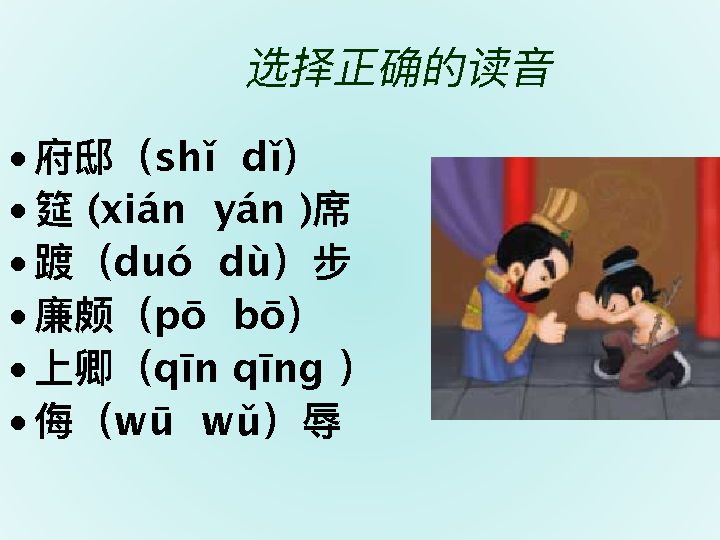 选择正确的读音
•府邸（shǐ dǐ）
•筵 (xián yán )席
•踱（duó dù）步
•廉颇（pō bō）
•上卿（qīn qīng ）
•侮（wū wǔ）辱